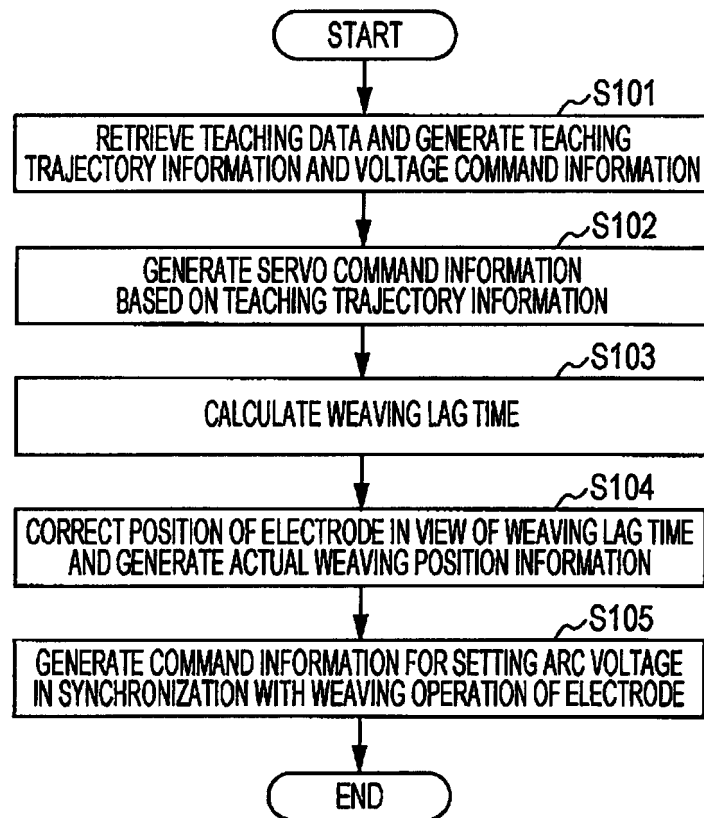 START
S101
RETRIEVE TEACHING DATA AND GENERATE TEACHING
TRAJECTORY INFORMATION AND VOLTAGE COMMAND INFORMATION
S102
GENERATE SERVO COMMAND INFORMATION
BASED ON TEACHING TRAJECTORY INFORMATION
S103
CALCULATE WEAVING LAG TIME
S104
CORRECT POSITION OF ELECTRODE IN VIEW OF WEAVING LAG TIME
AND GENERATE ACTUAL WEAVING POSITION INFORMATION
S105
GENERATE COMMAND INFORMATION FOR SETTING ARC VOLTAGE
IN SYNCHRONIZATION WITH WEAVING OPERATION OF ELECTRODE
END